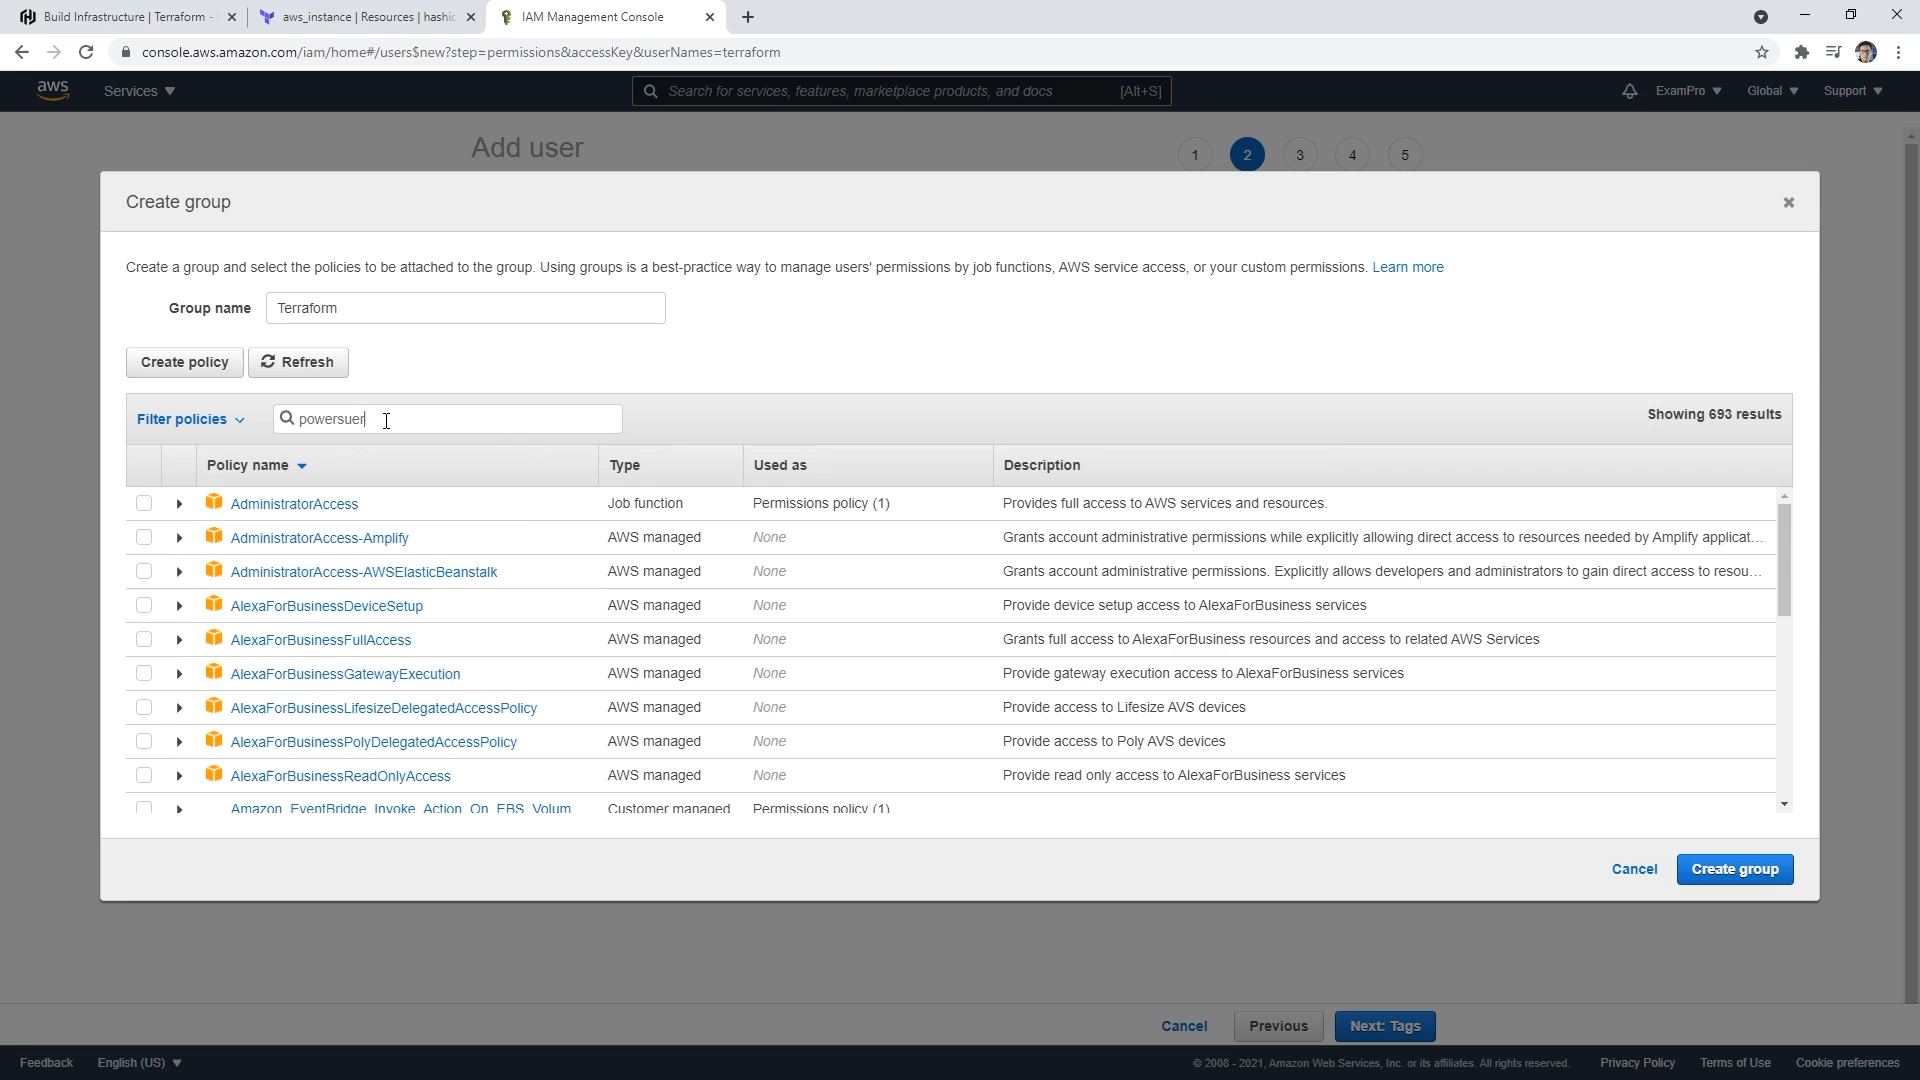 Build Infrastructure | Terraform -
aws_instance | Resources | hashic
IAM Management Console
console.aws.amazon.com/iam/home#/users$new?step=permissions&accessKey&userNames=terraform
aws
Services
Search for services, features, marketplace products, and docs
[Alt+S]
ExamPro
Global
Support
Add user
1
2
3
4
5
Create group
Create a group and select the policies to be attached to the group. Using groups is a best-practice way to manage users' permissions by job functions, AWS service access, or your custom permissions. Learn more
Group name
Terraform
Create policy
Refresh
Filter policies
powersuer
Showing 693 results
Policy name
Type
Used as
Description
AdministratorAccess
Job function
Permissions policy (1)
Provides full access to AWS services and resources.
AdministratorAccess-Amplify
AWS managed
None
Grants account administrative permissions while explicitly allowing direct access to resources needed by Amplify applicat...
AdministratorAccess-AWSElasticBeanstalk
AWS managed
None
Grants account administrative permissions. Explicitly allows developers and administrators to gain direct access to resou...
AlexaForBusinessDeviceSetup
AWS managed
None
Provide device setup access to AlexaForBusiness services
AlexaForBusinessFullAccess
AWS managed
None
Grants full access to AlexaForBusiness resources and access to related AWS Services
AlexaForBusinessGatewayExecution
AWS managed
None
Provide gateway execution access to AlexaForBusiness services
AlexaForBusinessLifesizeDelegatedAccessPolicy
AWS managed
None
Provide access to Lifesize AVS devices
AlexaForBusinessPolyDelegatedAccessPolicy
AWS managed
None
Provide access to Poly AVS devices
AlexaForBusinessReadOnlyAccess
AWS managed
None
Provide read only access to AlexaForBusiness services
Amazon_EventBridge_Invoke_Action_On_EBS_Volum
Customer managed
Permissions policy (1)
Cancel
Create group
Cancel
Previous
Next: Tags
Feedback
English (US)
© 2008 - 2021, Amazon Web Services, Inc. or its affiliates. All rights reserved.
Privacy Policy
Terms of Use
Cookie preferences